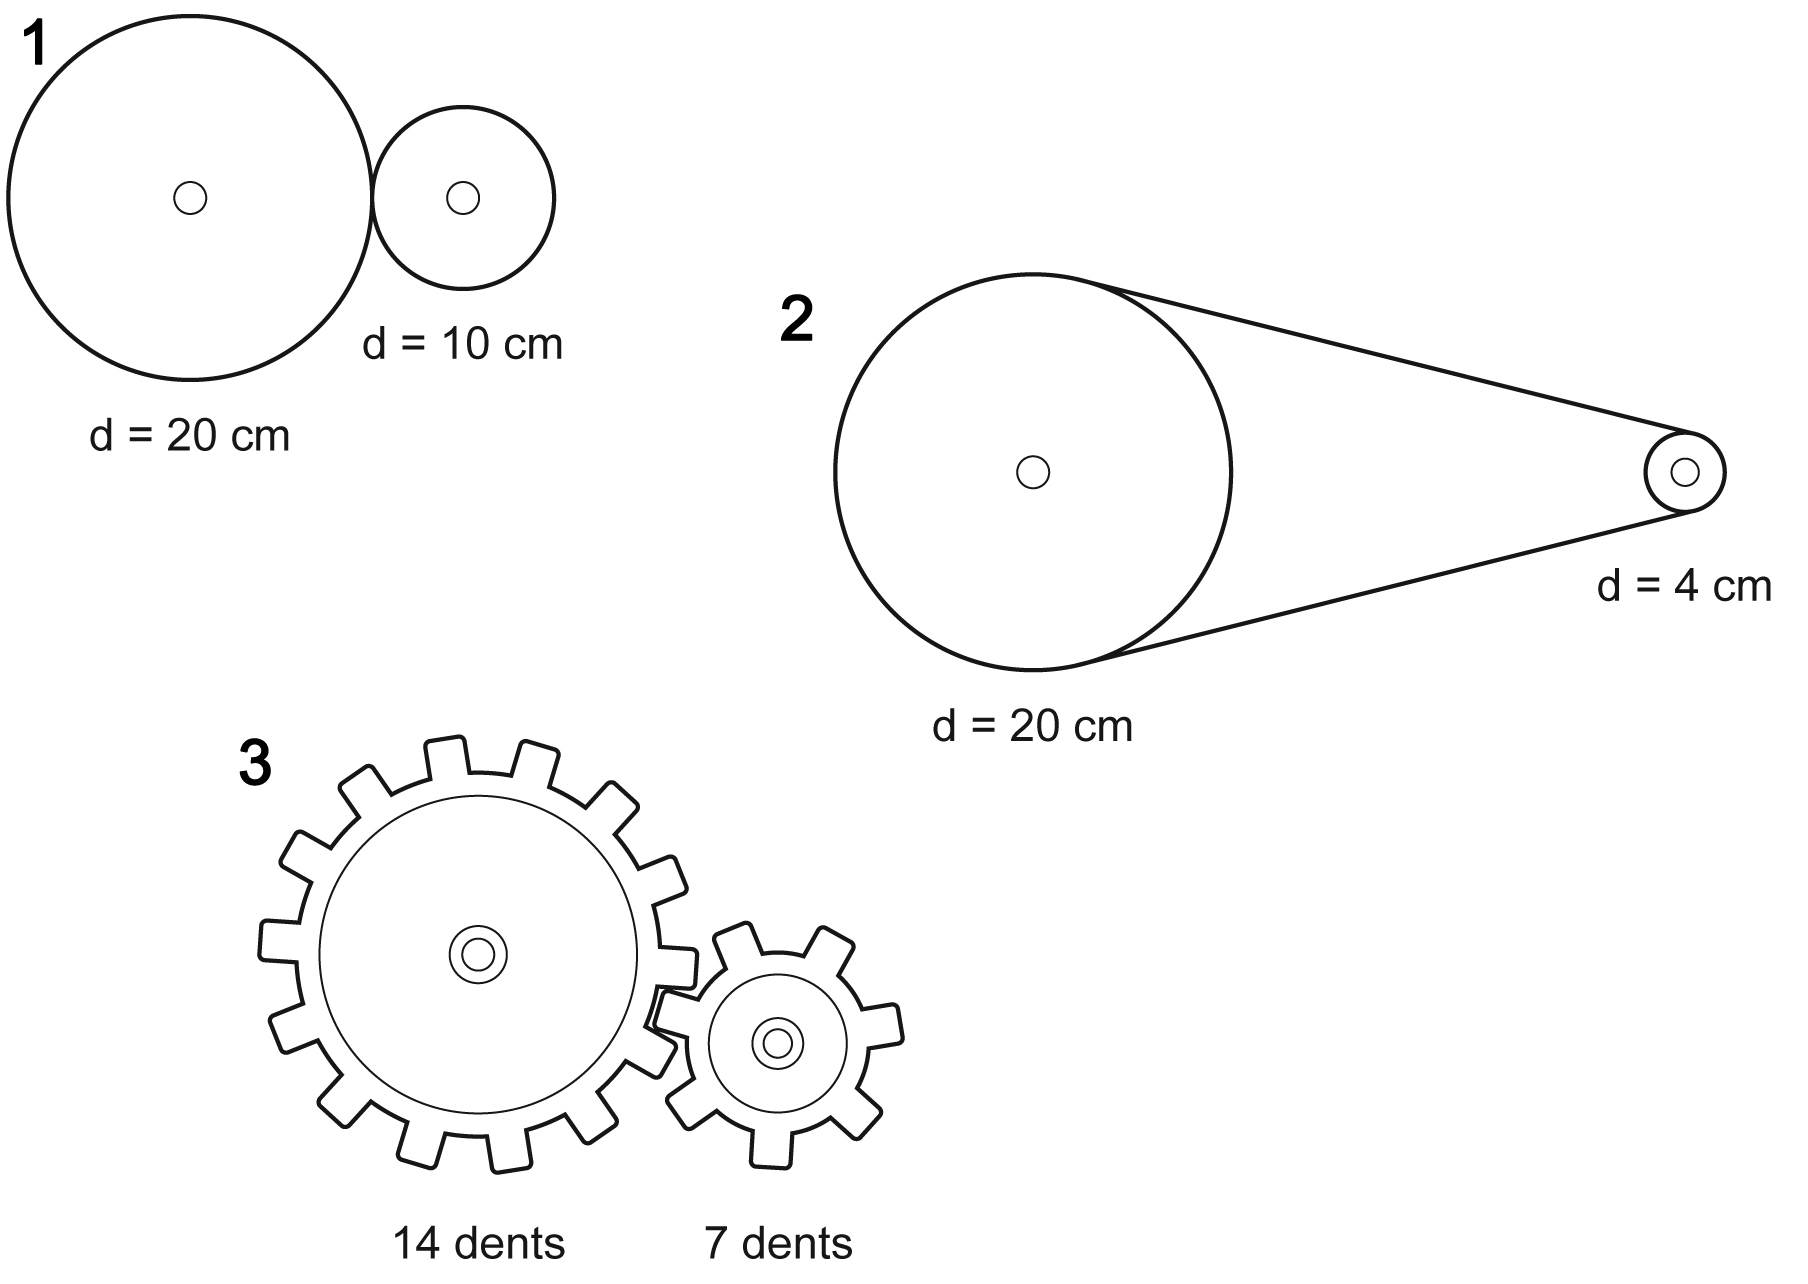 1
d = 10 cm
d = 20 cm
2
d = 4 cm
d = 20 cm
3
14 dents
7 dents